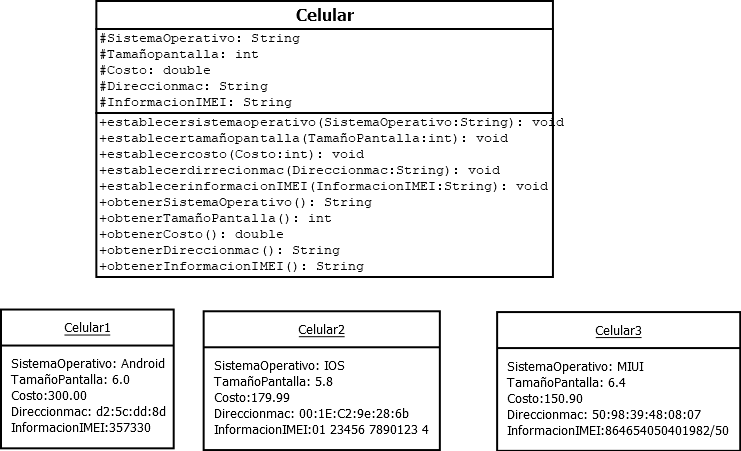 Celular
#SistemaOperativo: String
#Tamañopantalla: int
#Costo: double
#Direccionmac: String
#InformacionIMEI: String
+establecersistemaoperativo(SistemaOperativo:String): void
+establecertamañopantalla(TamañoPantalla:int): void
+establecercosto(Costo:int): void
+establecerdirrecionmac(Direccionmac:String): void
+establecerinformacionIMEI(InformacionIMEI:String): void
+obtenerSistemaOperativo(): String
+obtenerTamañoPantalla(): int
+obtenerCosto(): double
+obtenerDireccionmac(): String
+obtenerInformacionIMEI(): String
Celular1
SistemaOperativo: Android
TamañoPantalla: 6.0
Costo:300.00
Direccionmac: d2:5c:dd:8d
InformacionIMEI:357330
Celular2
SistemaOperativo: IOS
TamañoPantalla: 5.8
Costo:179.99
Direccionmac: 00:1E:C2:9e:28:6b
InformacionIMEI:01 23456 7890123 4
Celular3
SistemaOperativo: MIUI
TamañoPantalla: 6.4
Costo:150.90
Direccionmac: 50:98:39:48:08:07
InformacionIMEI:864654050401982/50